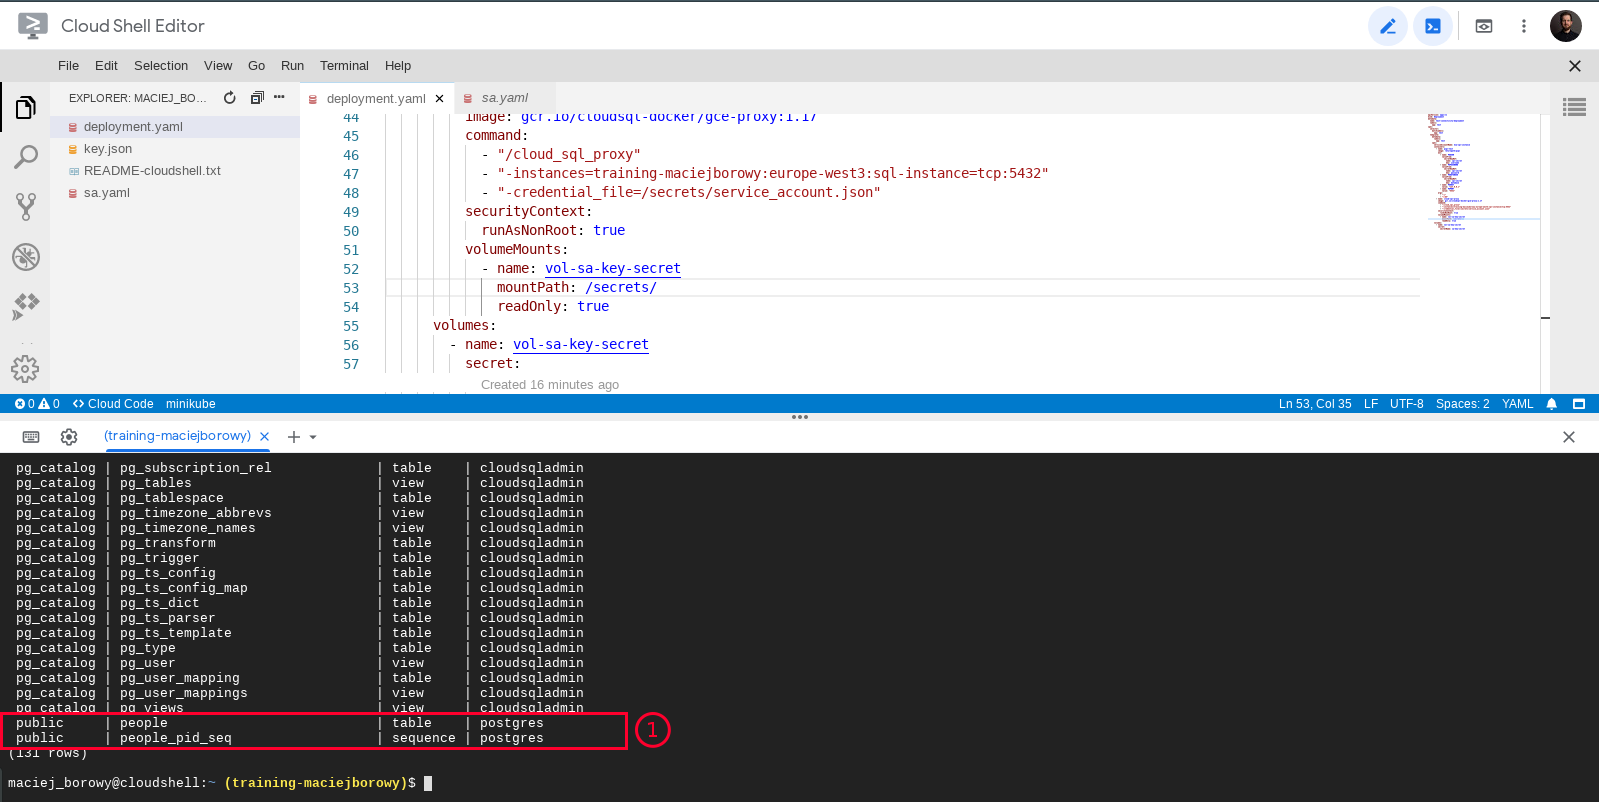 Cloud Shell Editor
File Edit Selection View Go Run Terminal Help
EXPLORER: MACIEJ_BO...
deployment.yaml
key.json
README-cloudshell.txt
sa.yaml
deployment.yaml
sa.yaml
44 image: gcr.io/cloudsql-docker/gce-proxy:1.17
45 command:
46 - "/cloud_sql_proxy"
47 - "-instances=training-maciejborowy:europe-west3:sql-instance=tcp:5432"
48 - "-credential_file=/secrets/service_account.json"
49 securityContext:
50 runAsNonRoot: true
51 volumeMounts:
52 - name: vol-sa-key-secret
53 mountPath: /secrets/
54 readOnly: true
55 volumes:
56 - name: vol-sa-key-secret
57 secret:
Created 16 minutes ago
0 0 <> Cloud Code minikube Ln 53, Col 35 LF UTF-8 Spaces: 2 YAML
(training-maciejborowy)
pg_catalog | pg_subscription_rel | table | cloudsqladmin
pg_catalog | pg_tables | view | cloudsqladmin
pg_catalog | pg_tablespace | table | cloudsqladmin
pg_catalog | pg_timezone_abbrevs | view | cloudsqladmin
pg_catalog | pg_timezone_names | view | cloudsqladmin
pg_catalog | pg_transform | table | cloudsqladmin
pg_catalog | pg_trigger | table | cloudsqladmin
pg_catalog | pg_ts_config | table | cloudsqladmin
pg_catalog | pg_ts_config_map | table | cloudsqladmin
pg_catalog | pg_ts_dict | table | cloudsqladmin
pg_catalog | pg_ts_parser | table | cloudsqladmin
pg_catalog | pg_ts_template | table | cloudsqladmin
pg_catalog | pg_type | table | cloudsqladmin
pg_catalog | pg_user | view | cloudsqladmin
pg_catalog | pg_user_mapping | table | cloudsqladmin
pg_catalog | pg_user_mappings | view | cloudsqladmin
pg_catalog | pg_views | view | cloudsqladmin
public | people | table | postgres
public | people_pid_seq | sequence | postgres
1
(131 rows)
maciej_borowy@cloudshell:~ (training-maciejborowy)$